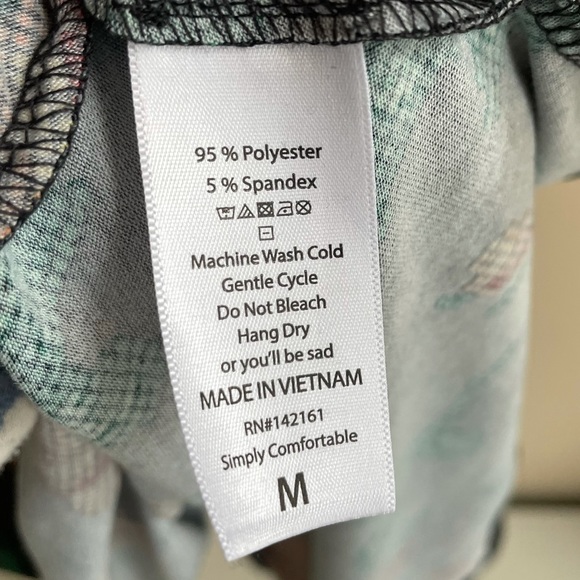 95 % Polyester
5 % Spandex
Machine Wash Cold
Gentle Cycle
Do Not Bleach
Hang Dry
or you'll be sad
MADE IN VIETNAM
RN#142161
Simply Comfortable
M